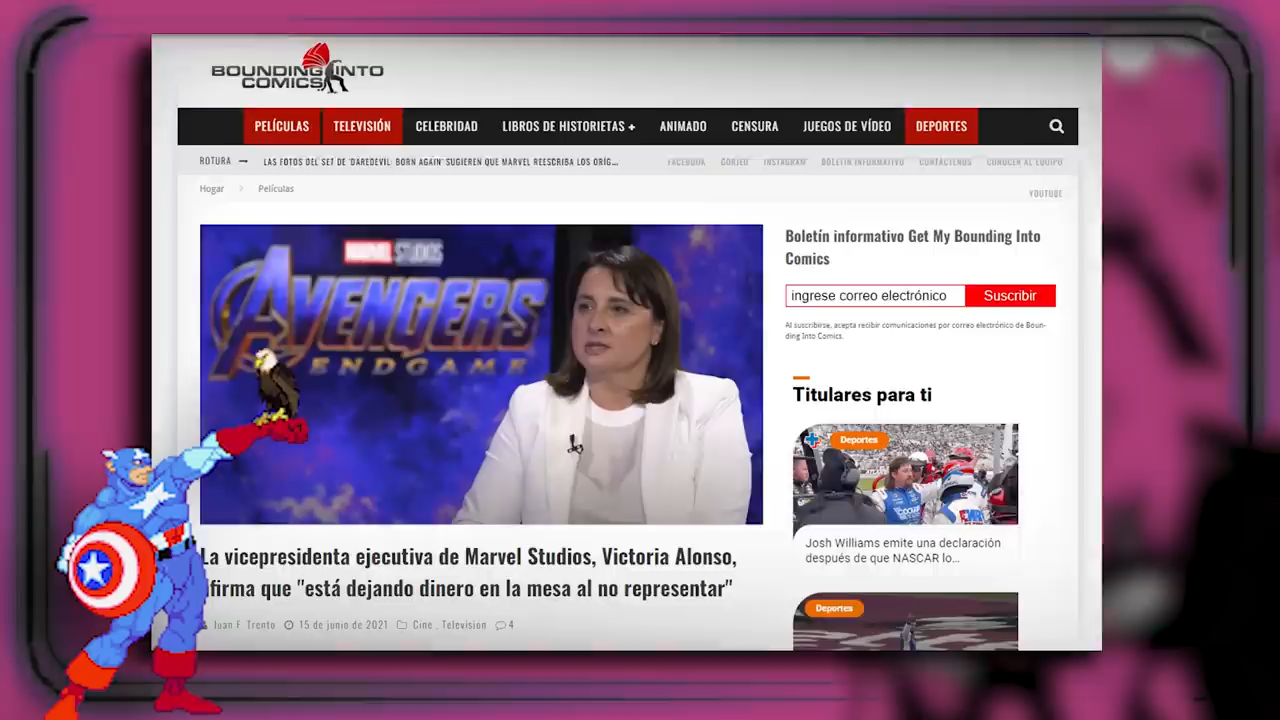 BOUNDING INTO
COMICS
PELÍCULAS
TELEVISIÓN
CELEBRIDAD
LIBROS DE HISTORIETAS +
ANIMADO
CENSURA
JUEGOS DE VÍDEO
DEPORTES
ROTURA
LAS FOTOS DEL SET DE 'DAREDEVIL: BORN AGAIN' SUGIEREN QUE MARVEL REESCRIBA LOS ORÍG...
FACEBOOK
GORJEO
INSTAGRAM
BOLETÍN INFORMATIVO
CONTÁCTENOS
CONOCER AL EQUIPO
YOUTUBE
Hogar
Películas
MARVEL STUDIOS
AVENGERS
ENDGAME
La vicepresidenta ejecutiva de Marvel Studios, Victoria Alonso,
afirma que "está dejando dinero en la mesa al no representar"
Juan F. Trento
15 de junio de 2021
Cine , Television
4
Boletín informativo Get My Bounding Into
Comics
ingrese correo electrónico
Suscribir
Al suscribirse, acepta recibir comunicaciones por correo electrónico de Boun-
ding Into Comics.
Titulares para ti
Deportes
Josh Williams emite una declaración
después de que NASCAR lo...
Deportes